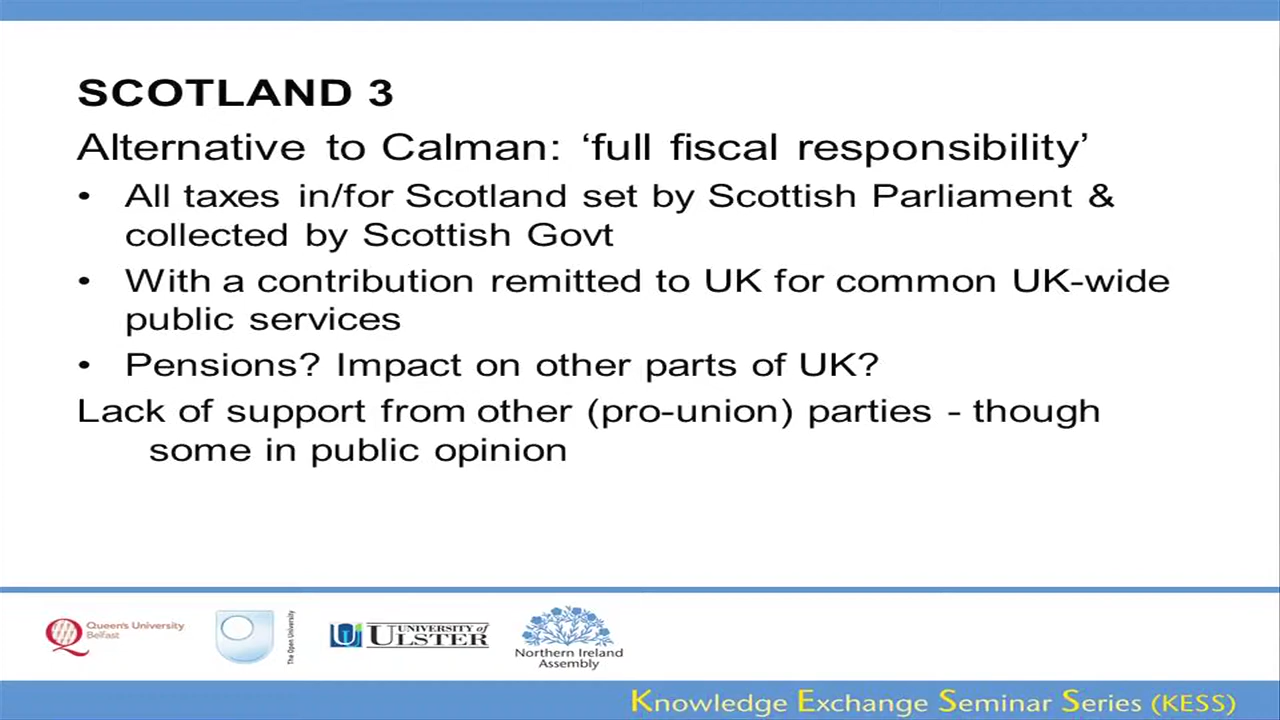 SCOTLAND 3
Alternative to Calman: ‘full fiscal responsibility’
• All taxes in/for Scotland set by Scottish Parliament &
collected by Scottish Govt
• With a contribution remitted to UK for common UK-wide
public services
• Pensions? Impact on other parts of UK?
Lack of support from other (pro-union) parties - though
some in public opinion
Queen's University
Belfast
The Open University
UNIVERSITY of
ULSTER
Northern Ireland
Assembly
Knowledge Exchange Seminar Series (KESS)